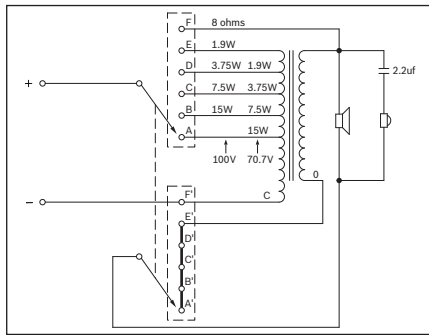 F 8 ohms
E 1.9W
D 3.75W 1.9W
C 7.5W 3.75W
B 15W 7.5W
A 15W
100V 70.7V
2.2uf
+
0
C
−
F'
E'
D'
C'
B'
A'